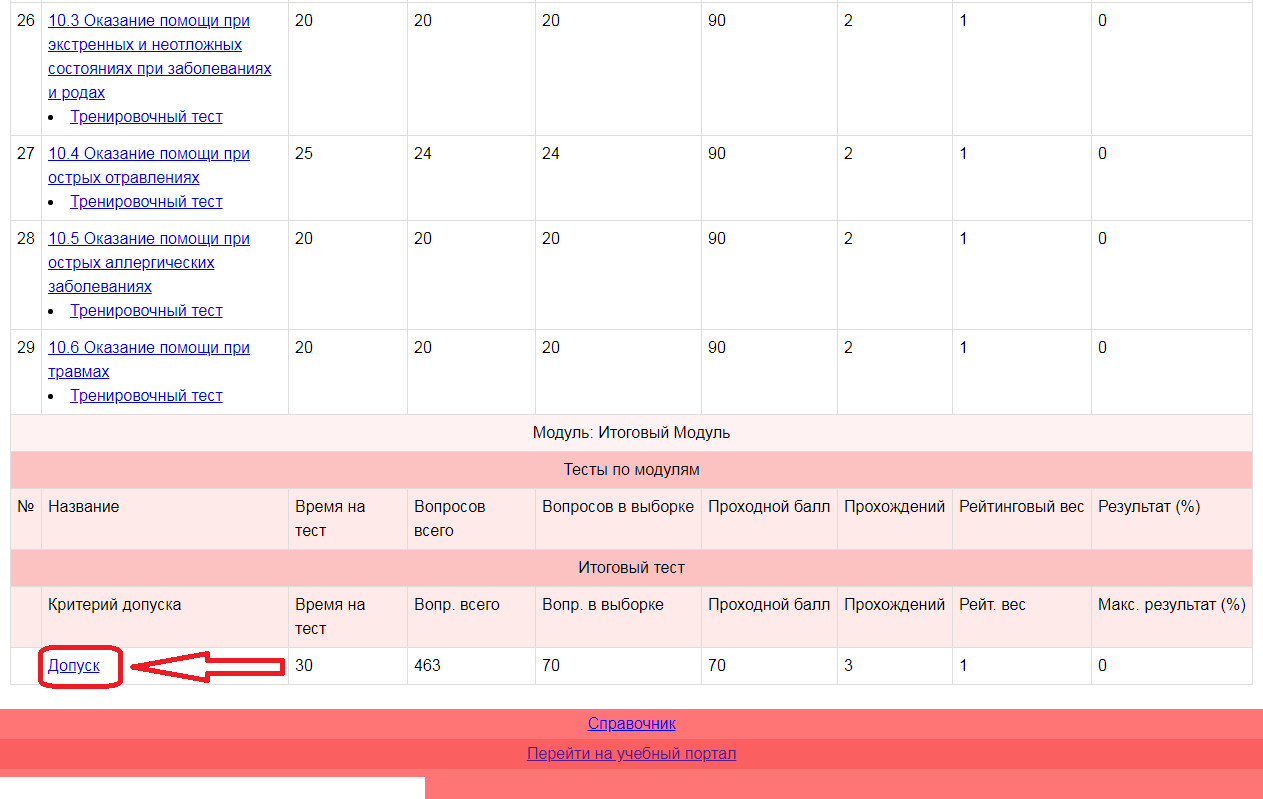 26 10.3 Оказание помощи при 20 20 20 90 2 1 0
экстренных и неотложных
состояниях при заболеваниях
и родах
• Тренировочный тест
27 10.4 Оказание помощи при 25 24 24 90 2 1 0
острых отравлениях
• Тренировочный тест
28 10.5 Оказание помощи при 20 20 20 90 2 1 0
острых аллергических
заболеваниях
• Тренировочный тест
29 10.6 Оказание помощи при 20 20 20 90 2 1 0
травмах
• Тренировочный тест
Модуль: Итоговый Модуль
Тесты по модулям
№ Название Время на Вопросов Вопросов в выборке Проходной балл Прохождений Рейтинговый вес Результат (%)
тест всего
Итоговый тест
Критерий допуска Время на Вопр. всего Вопр. в выборке Проходной балл Прохождений Рейт. вес Макс. результат (%)
тест
Допуск 30 463 70 70 3 1 0
Справочник
Перейти на учебный портал